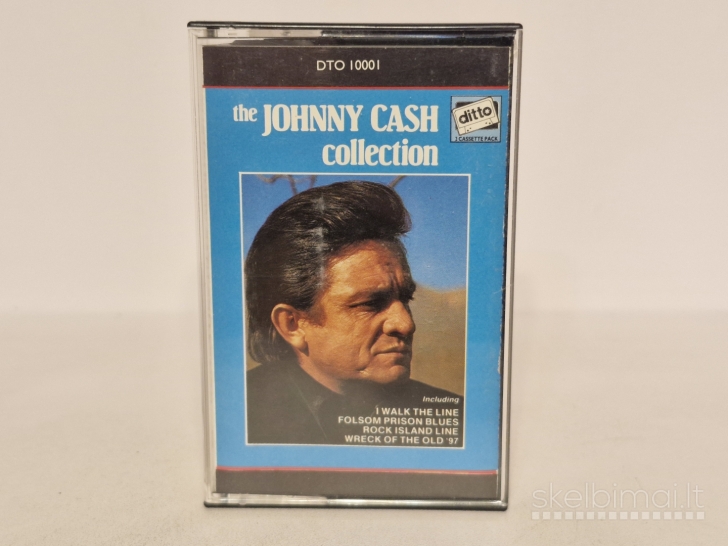 DTO 10001
the JOHNNY CASH
collection
ditto
2 CASSETTE PACK
Including
I WALK THE LINE
FOLSOM PRISON BLUES
ROCK ISLAND LINE
WRECK OF THE OLD '97
skelbimai.lt